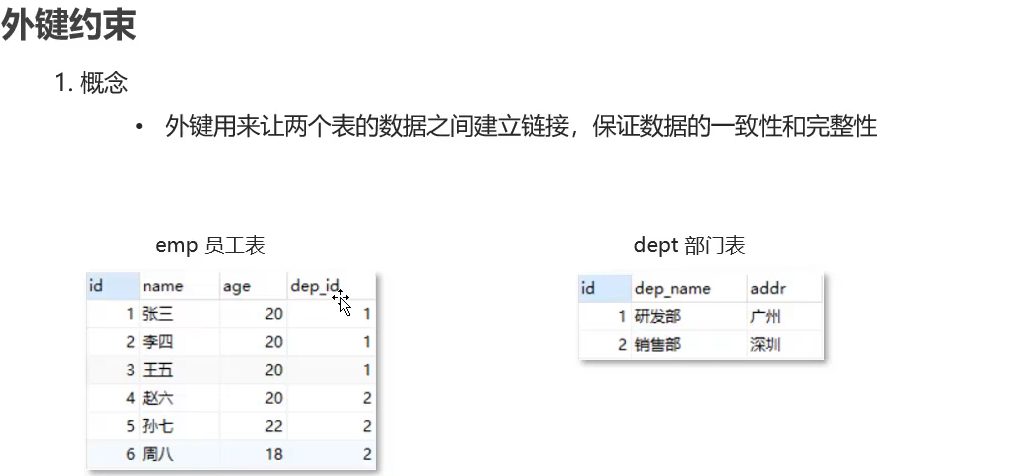 外键约束
1. 概念
• 外键用来让两个表的数据之间建立链接，保证数据的一致性和完整性
emp 员工表
id name age dep_id
1 张三 20 1
2 李四 20 1
3 王五 20 1
4 赵六 20 2
5 孙七 22 2
6 周八 18 2
dept 部门表
id dep_name addr
1 研发部 广州
2 销售部 深圳